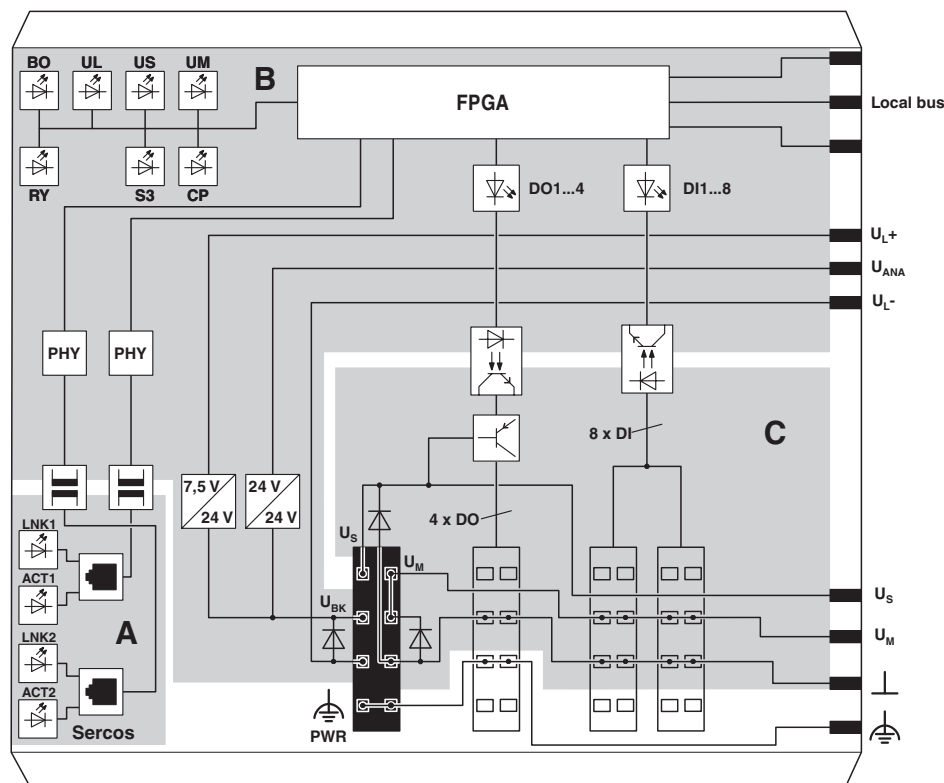 BO UL US UM
B
FPGA
Local bus
RY S3 CP
DO1...4
DI1...8
UL+
UANA
UL-
PHY PHY
8 x DI
C
7,5 V
24 V
24 V
24 V
4 x DO
LNK1
US
UM
ACT1
UBK
US
A
UM
LNK2
ACT2
Sercos
PWR